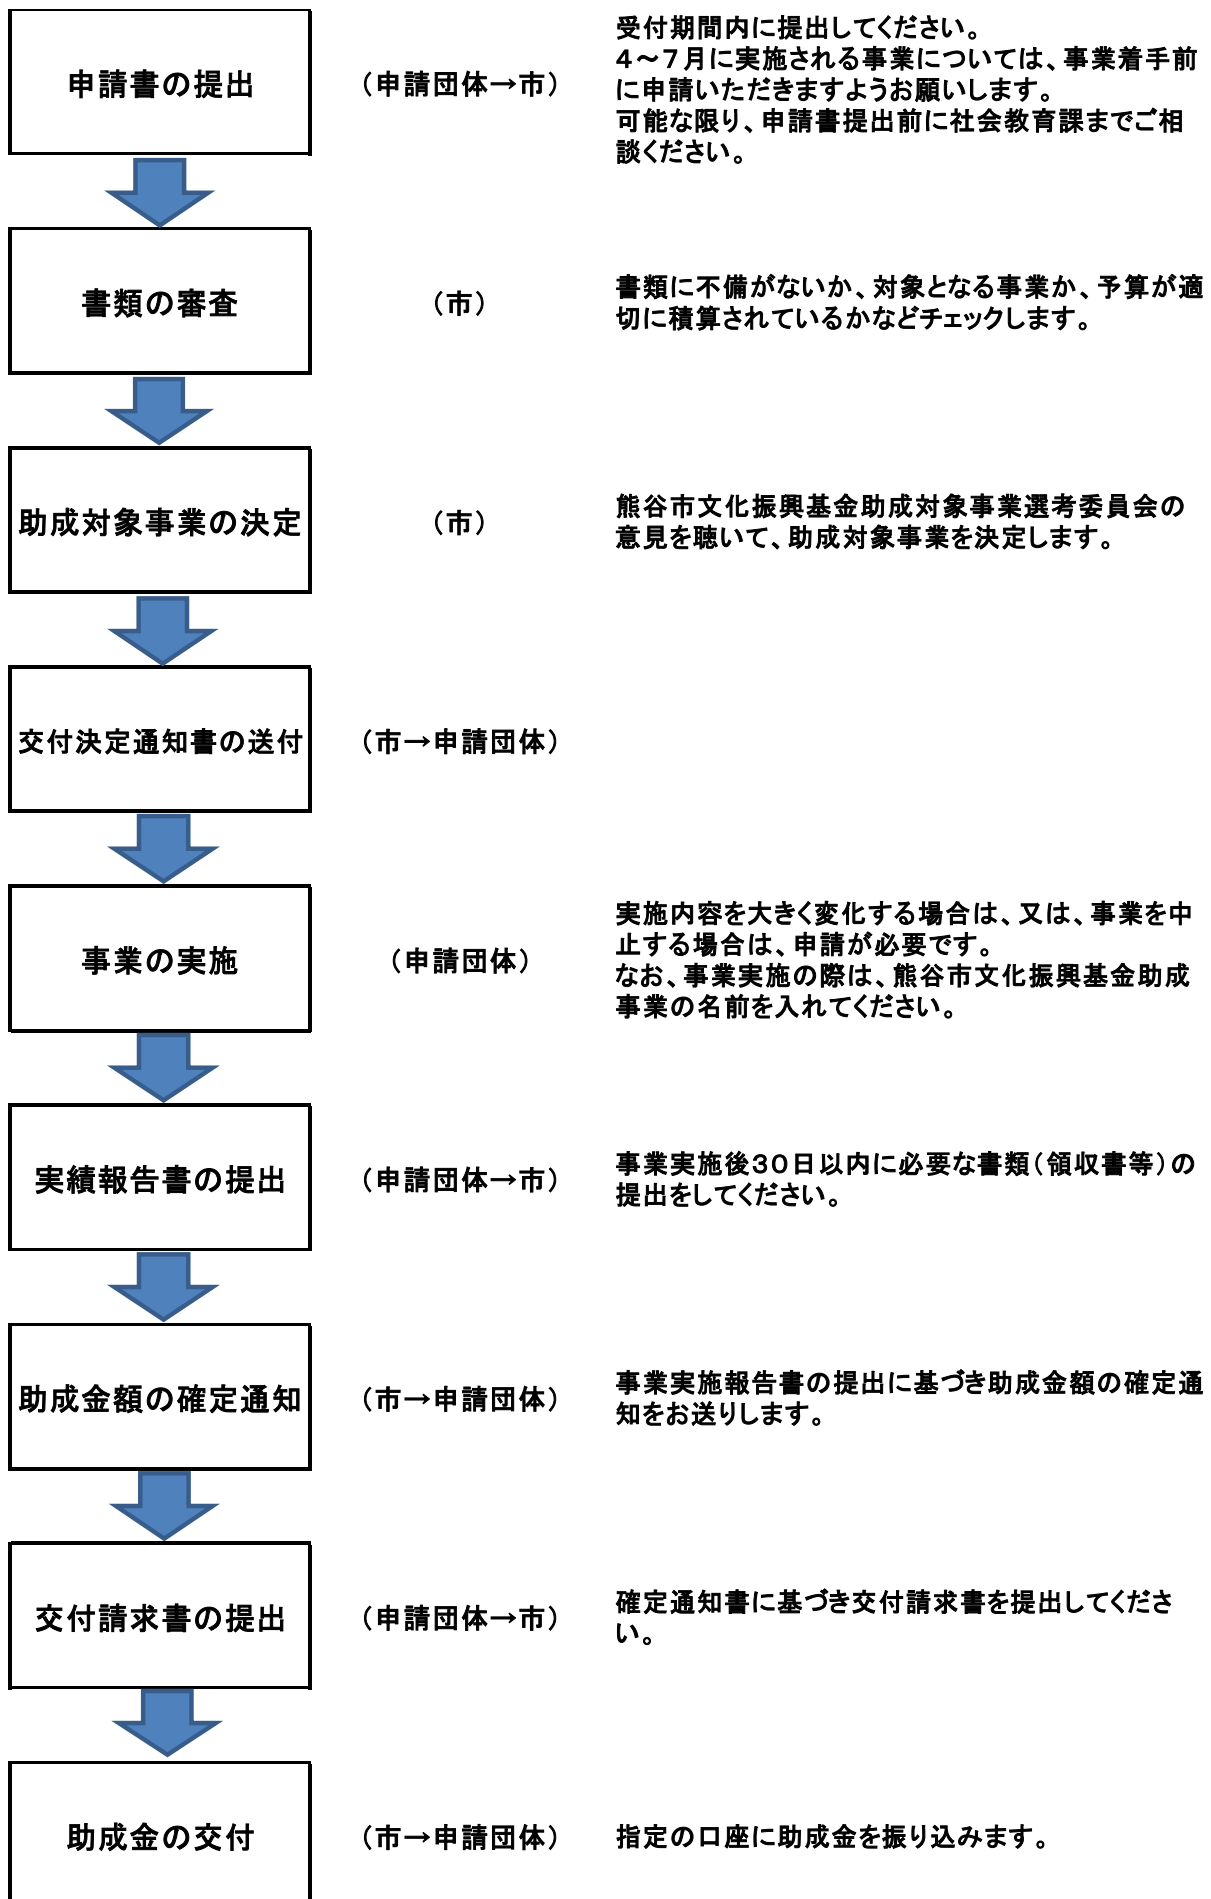 申請書の提出
（申請団体→市）
受付期間内に提出してください。
４～７月に実施される事業については、事業着手前
に申請いただきますようお願いします。
可能な限り、申請書提出前に社会教育課までご相
談ください。
書類の審査
（市）
書類に不備がないか、対象となる事業か、予算が適
切に積算されているかなどチェックします。
助成対象事業の決定
（市）
熊谷市文化振興基金助成対象事業選考委員会の
意見を聴いて、助成対象事業を決定します。
交付決定通知書の送付
（市→申請団体）
事業の実施
（申請団体）
実施内容を大きく変化する場合は、又は、事業を中
止する場合は、申請が必要です。
なお、事業実施の際は、熊谷市文化振興基金助成
事業の名前を入れてください。
実績報告書の提出
（申請団体→市）
事業実施後３０日以内に必要な書類（領収書等）の
提出をしてください。
助成金額の確定通知
（市→申請団体）
事業実施報告書の提出に基づき助成金額の確定通
知をお送りします。
交付請求書の提出
（申請団体→市）
確定通知書に基づき交付請求書を提出してくださ
い。
助成金の交付
（市→申請団体）
指定の口座に助成金を振り込みます。